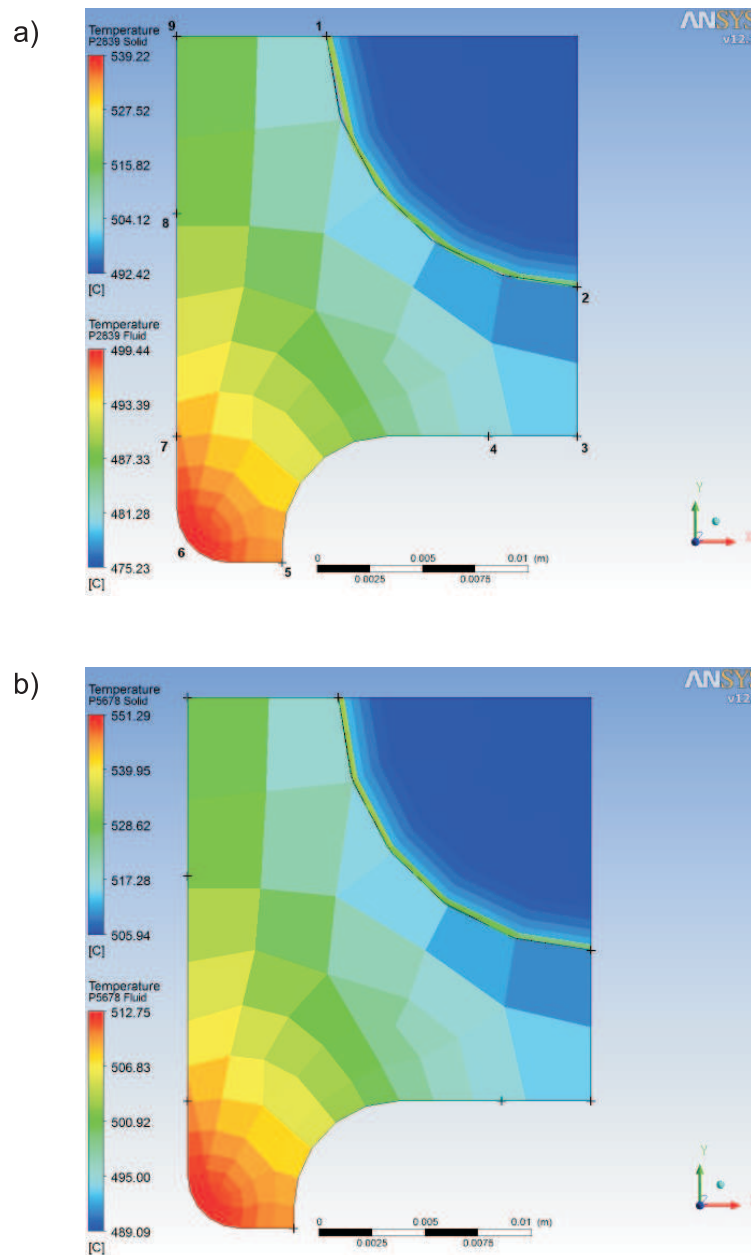 a)
Temperature
P2839 Solid
539.22
527.52
515.82
504.12
492.42
[C]
Temperature
P2839 Fluid
499.44
493.39
487.33
481.28
475.23
[C]
9
1
8
2
7
4
3
6
5
ANSYS
v12.
Y
Z
0
0.005
0.01
(m)
0.0025
0.0075
b)
Temperature
P5678 Solid
551.29
539.95
528.62
517.28
505.94
[C]
Temperature
P5678 Fluid
512.75
506.83
500.92
495.00
489.09
[C]
ANSYS
v12.
Y
Z
0
0.005
0.01
(m)
0.0025
0.0075